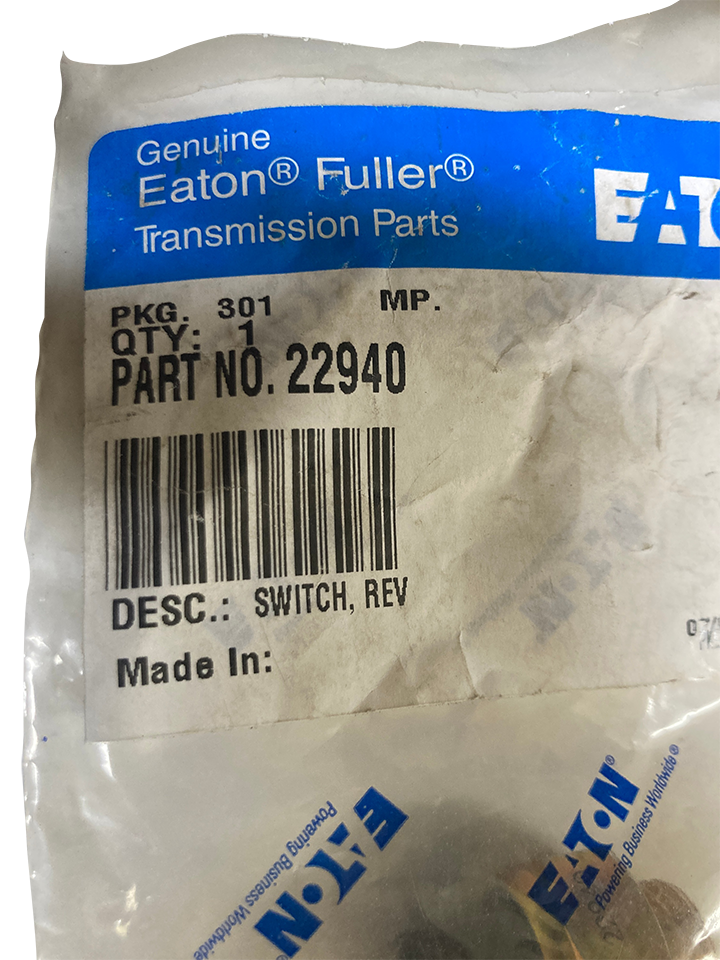 Genuine
Eaton® Fuller®
Transmission Parts
PKG. 301 MP.
QTY: 1
PART NO. 22940
DESC.: SWITCH, REV
Made In:
EATON
Powering Business Worldwide
EATON®
Powering Business Worldwide®